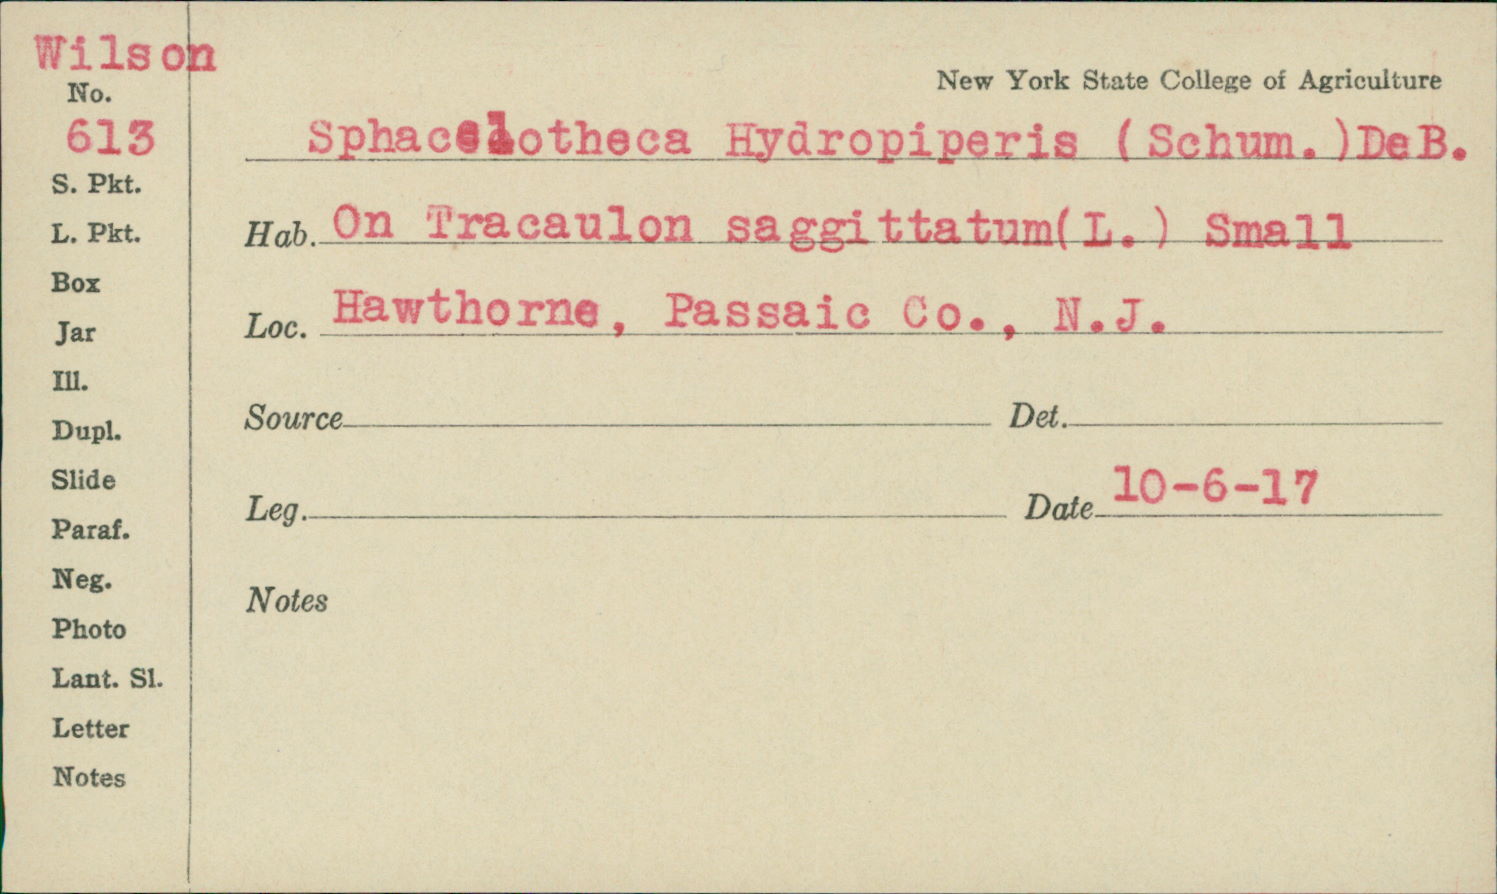 Wilson
No.
613
S. Pkt.
L. Pkt.
Box
Jar
Ill.
Dupl.
Slide
Paraf.
Neg.
Photo
Lant. Sl.
Letter
Notes
New York State College of Agriculture
Sphacelotheca Hydropiperis (Schum.)DeB.
Hab. On Tracaulon saggittatum(L.) Small
Loc. Hawthorne, Passaic Co., N.J.
Source Det.
Leg. Date 10-6-17
Notes